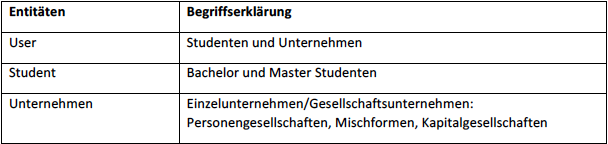 Entitäten Begriffserklärung
User Studenten und Unternehmen
Student Bachelor und Master Studenten
Unternehmen Einzelunternehmen/Gesellschaftsunternehmen:
Personengesellschaften, Mischformen, Kapitalgesellschaften